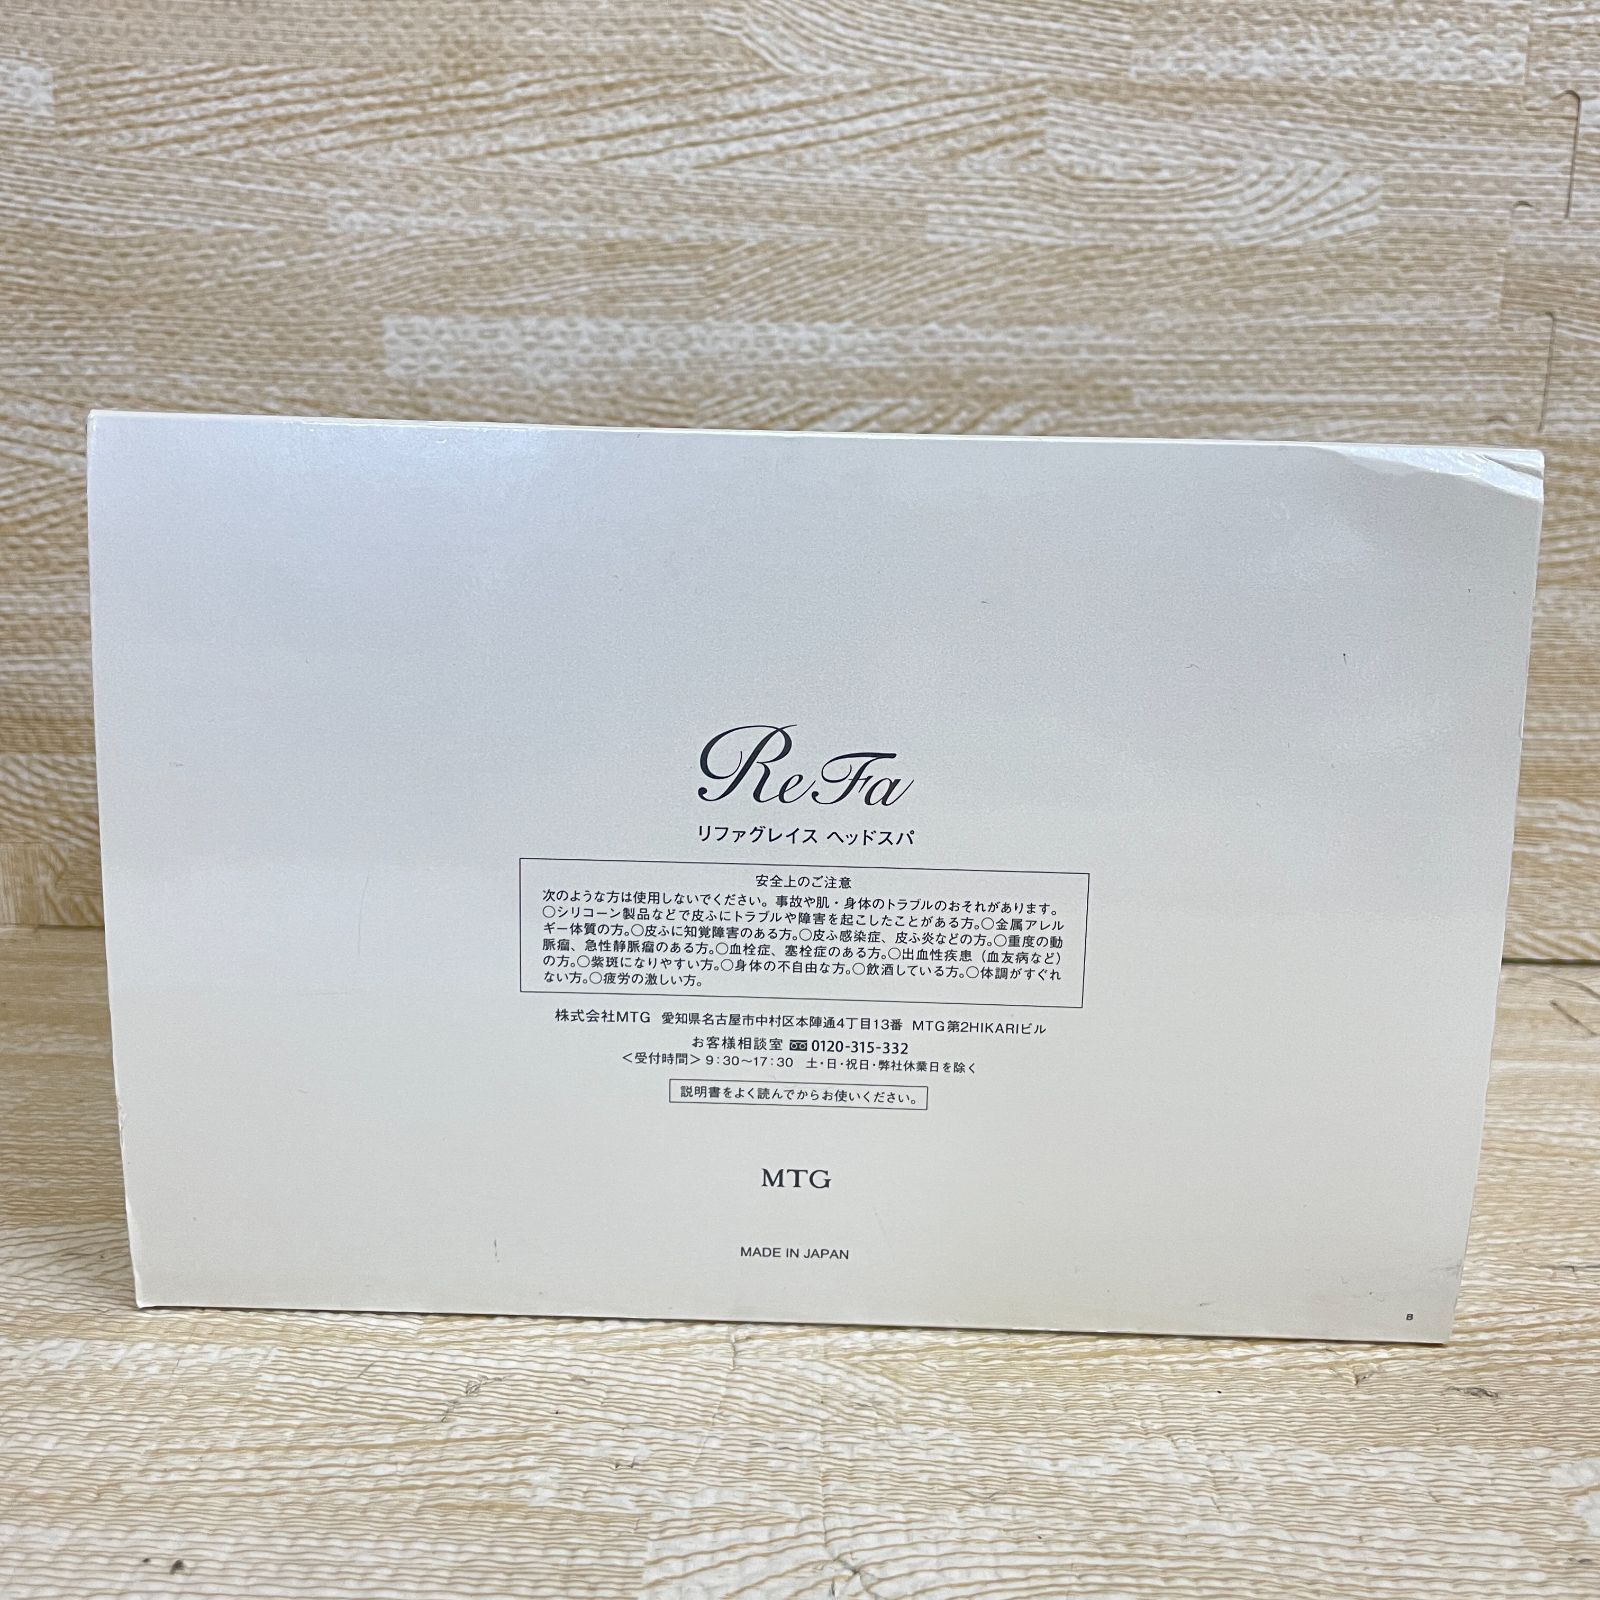 ReFa
リファグレイス ヘッドスパ
安全上のご注意
次のような方は使用しないでください。事故や肌・身体のトラブルのおそれがあります。
○シリコーン製品などで皮ふにトラブルや障害を起こしたことがある方。○金属アレル
ギー体質の方。○皮ふに知覚障害のある方。○皮ふ感染症、皮ふ炎などの方。○重度の動
脈瘤、急性静脈瘤のある方。○血栓症、塞栓症のある方。○出血性疾患（血友病など）
の方。○紫斑になりやすい方。○身体の不自由な方。○飲酒している方。○体調がすぐれ
ない方。○疲労の激しい方。
株式会社MTG 愛知県名古屋市中村区本陣通4丁目13番 MTG第2HIKARIビル
お客様相談室 0120-315-332
＜受付時間＞9:30〜17:30 土・日・祝日・弊社休業日を除く
説明書をよく読んでからお使いください。
MTG
MADE IN JAPAN
B